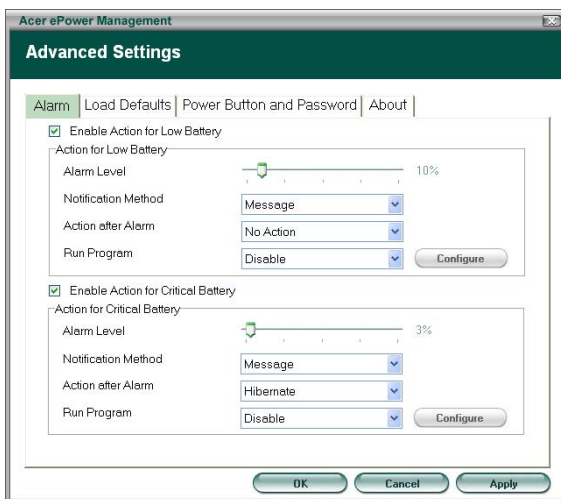 Acer ePower Management
Advanced Settings
Alarm Load Defaults Power Button and Password About
Enable Action for Low Battery
Action for Low Battery
Alarm Level 10%
Notification Method Message
Action after Alarm No Action
Run Program Disable Configure
Enable Action for Critical Battery
Action for Critical Battery
Alarm Level 3%
Notification Method Message
Action after Alarm Hibernate
Run Program Disable Configure
OK Cancel Apply